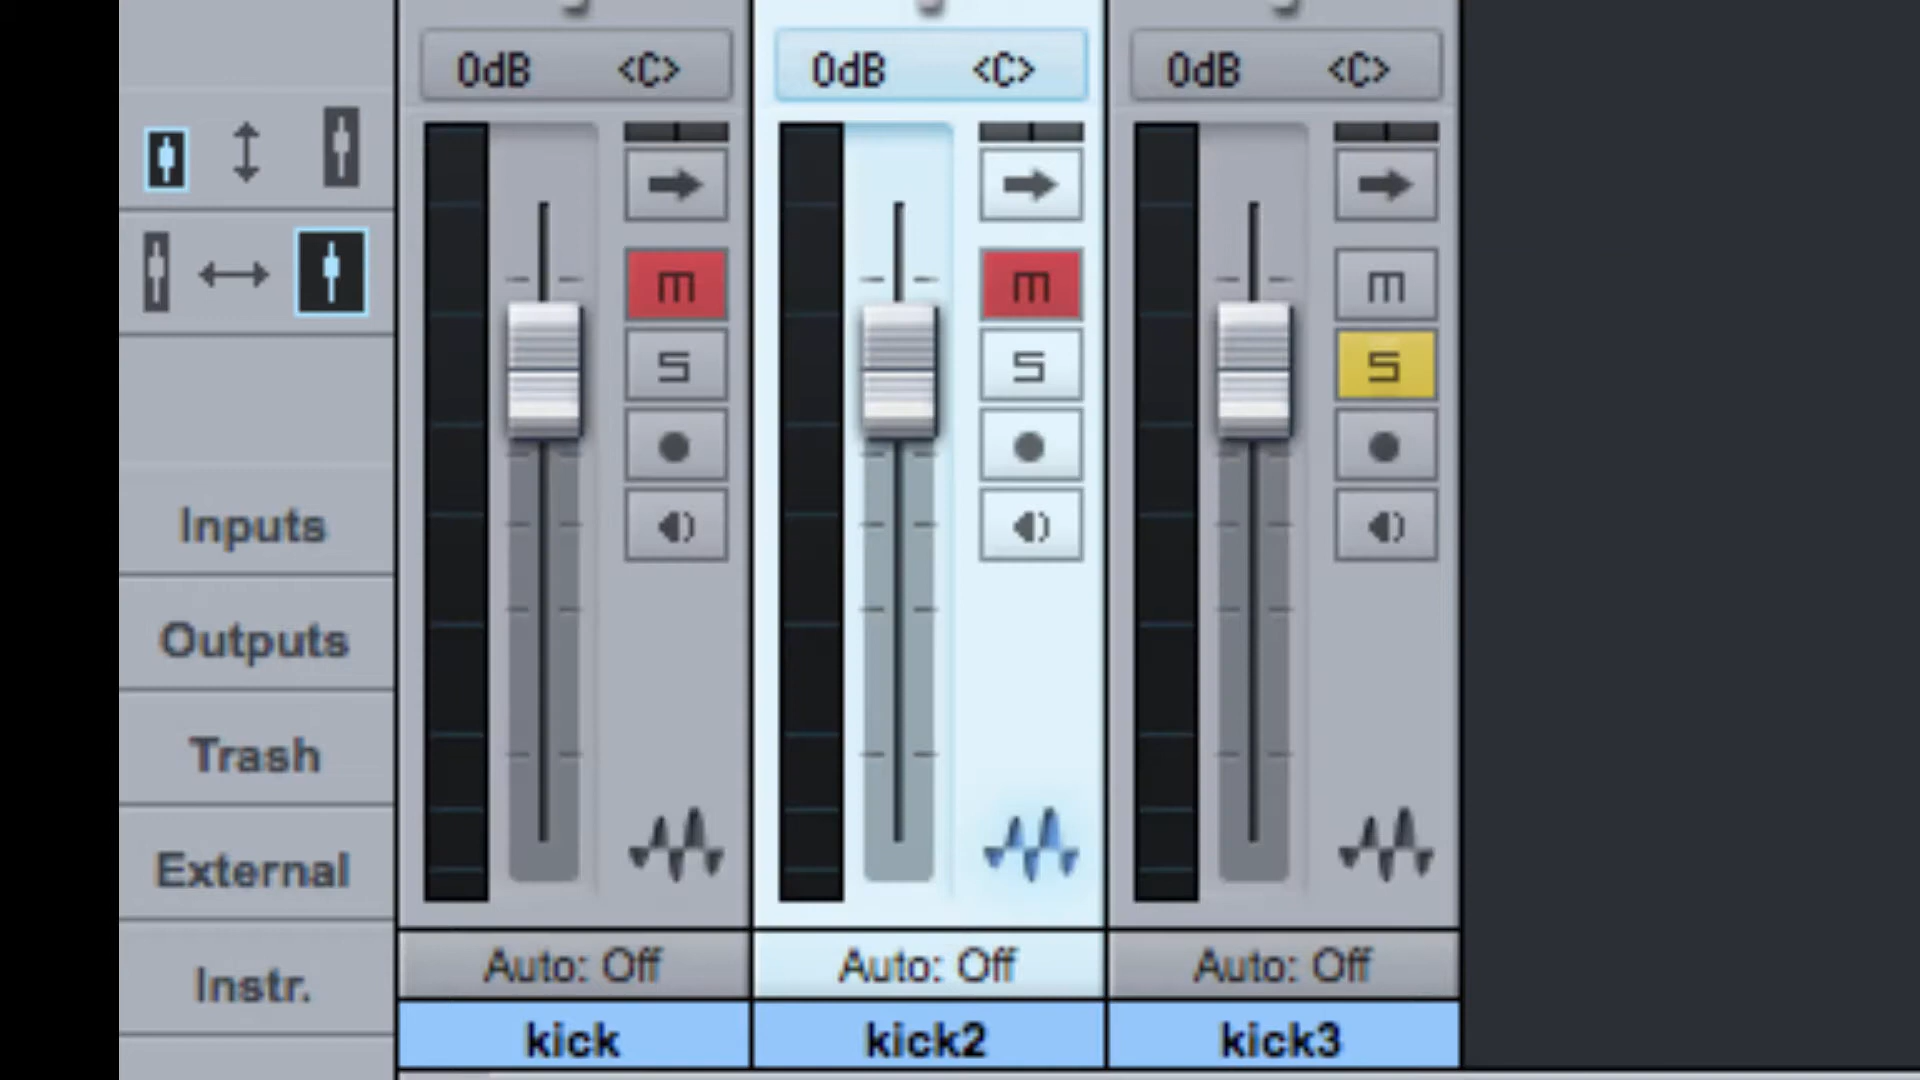 0dB <C> 0dB <C> 0dB <C>
m m m
S S S
Inputs
Outputs
Trash
External
Instr.
Auto: Off Auto: Off Auto: Off
kick kick2 kick3